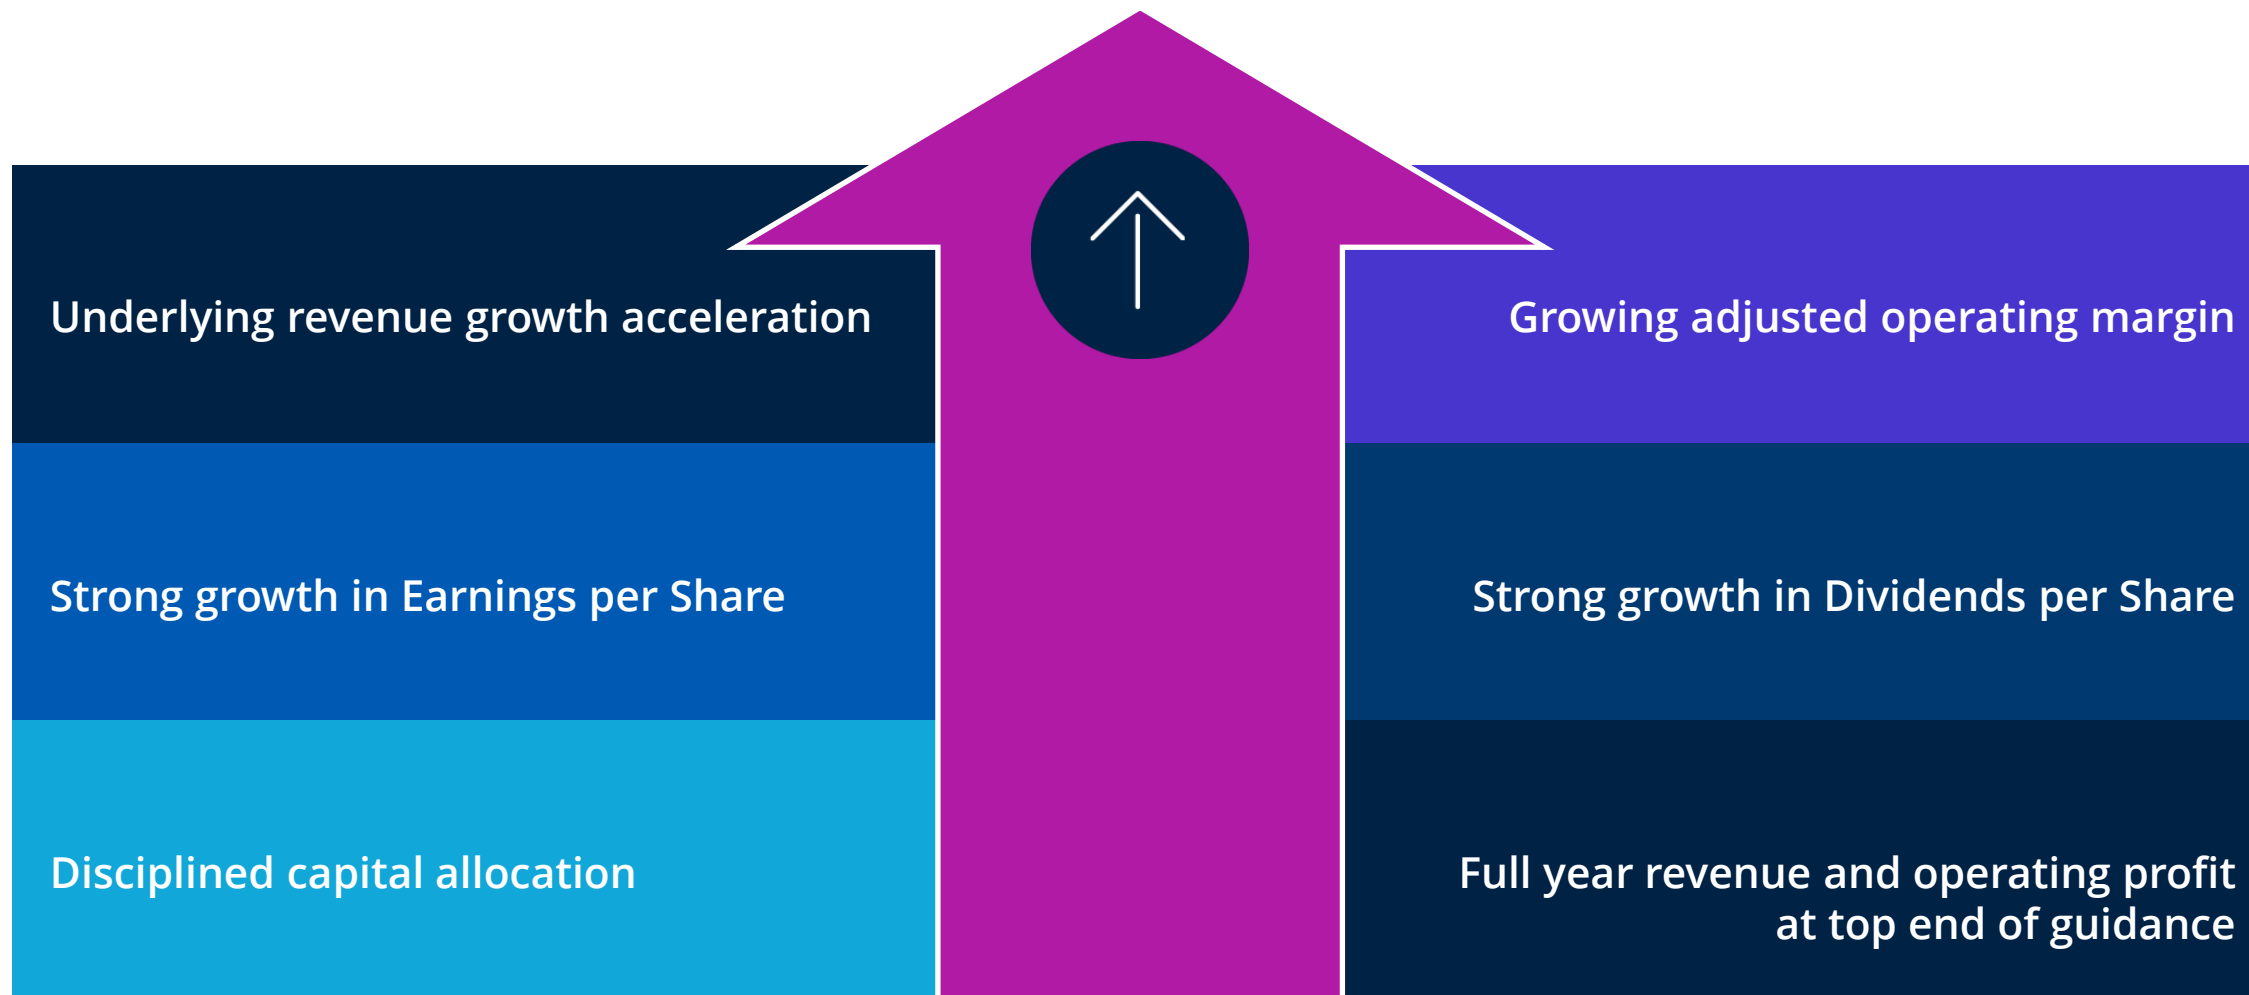 Underlying revenue growth acceleration
Growing adjusted operating margin
Strong growth in Earnings per Share
Strong growth in Dividends per Share
Disciplined capital allocation
Full year revenue and operating profit
at top end of guidance